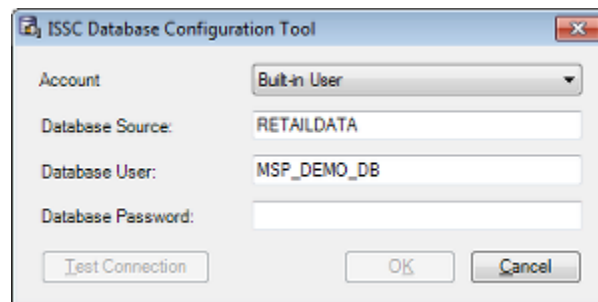 ISSC Database Configuration Tool
Account
Built-in User
Database Source:
RETAILDATA
Database User:
MSP_DEMO_DB
Database Password:
Test Connection
OK
Cancel